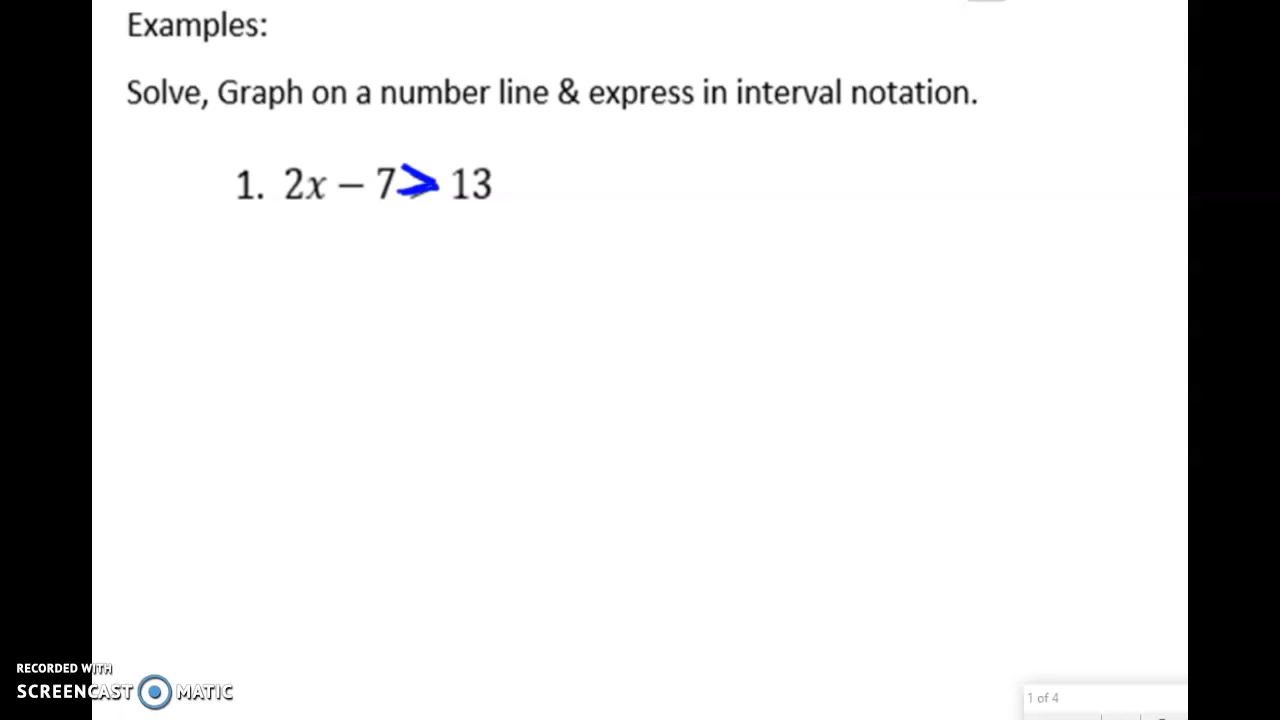 Examples:
Solve, Graph on a number line & express in interval notation.
1. 2x − 7 > 13
RECORDED WITH
SCREENCAST MATIC
1 of 4